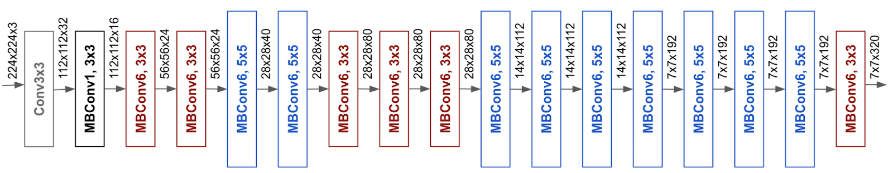 224x224x3
Conv3x3
112x112x32
MBConv1, 3x3
112x112x16
MBConv6, 3x3
56x56x24
MBConv6, 3x3
56x56x24
MBConv6, 5x5
28x28x40
MBConv6, 5x5
28x28x40
MBConv6, 3x3
28x28x80
MBConv6, 3x3
28x28x80
MBConv6, 3x3
28x28x80
MBConv6, 5x5
14x14x112
MBConv6, 5x5
14x14x112
MBConv6, 5x5
14x14x112
MBConv6, 5x5
7x7x192
MBConv6, 5x5
7x7x192
MBConv6, 5x5
7x7x192
MBConv6, 5x5
7x7x192
MBConv6, 3x3
7x7x320